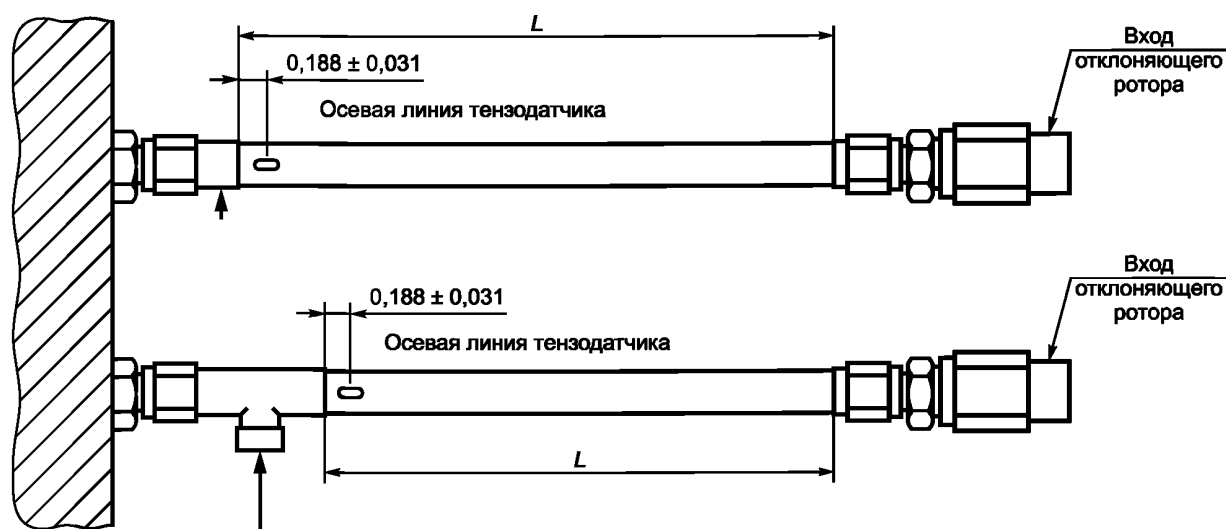 L
0,188 ± 0,031
Осевая линия тензодатчика
Вход
отклоняющего
ротора
0,188 ± 0,031
Осевая линия тензодатчика
Вход
отклоняющего
ротора
L